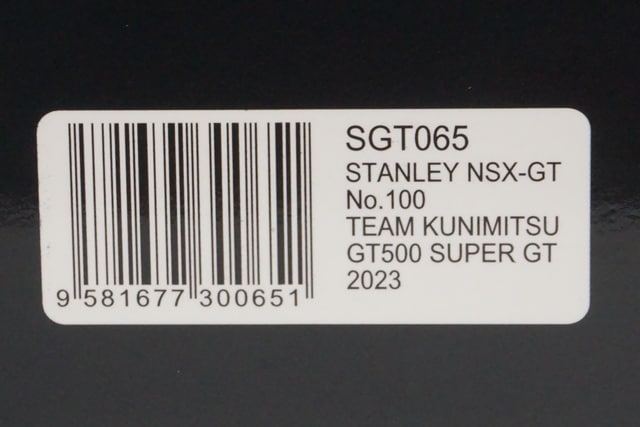 SGT065
STANLEY NSX-GT
No.100
TEAM KUNIMITSU
GT500 SUPER GT
2023
9 581677 300651